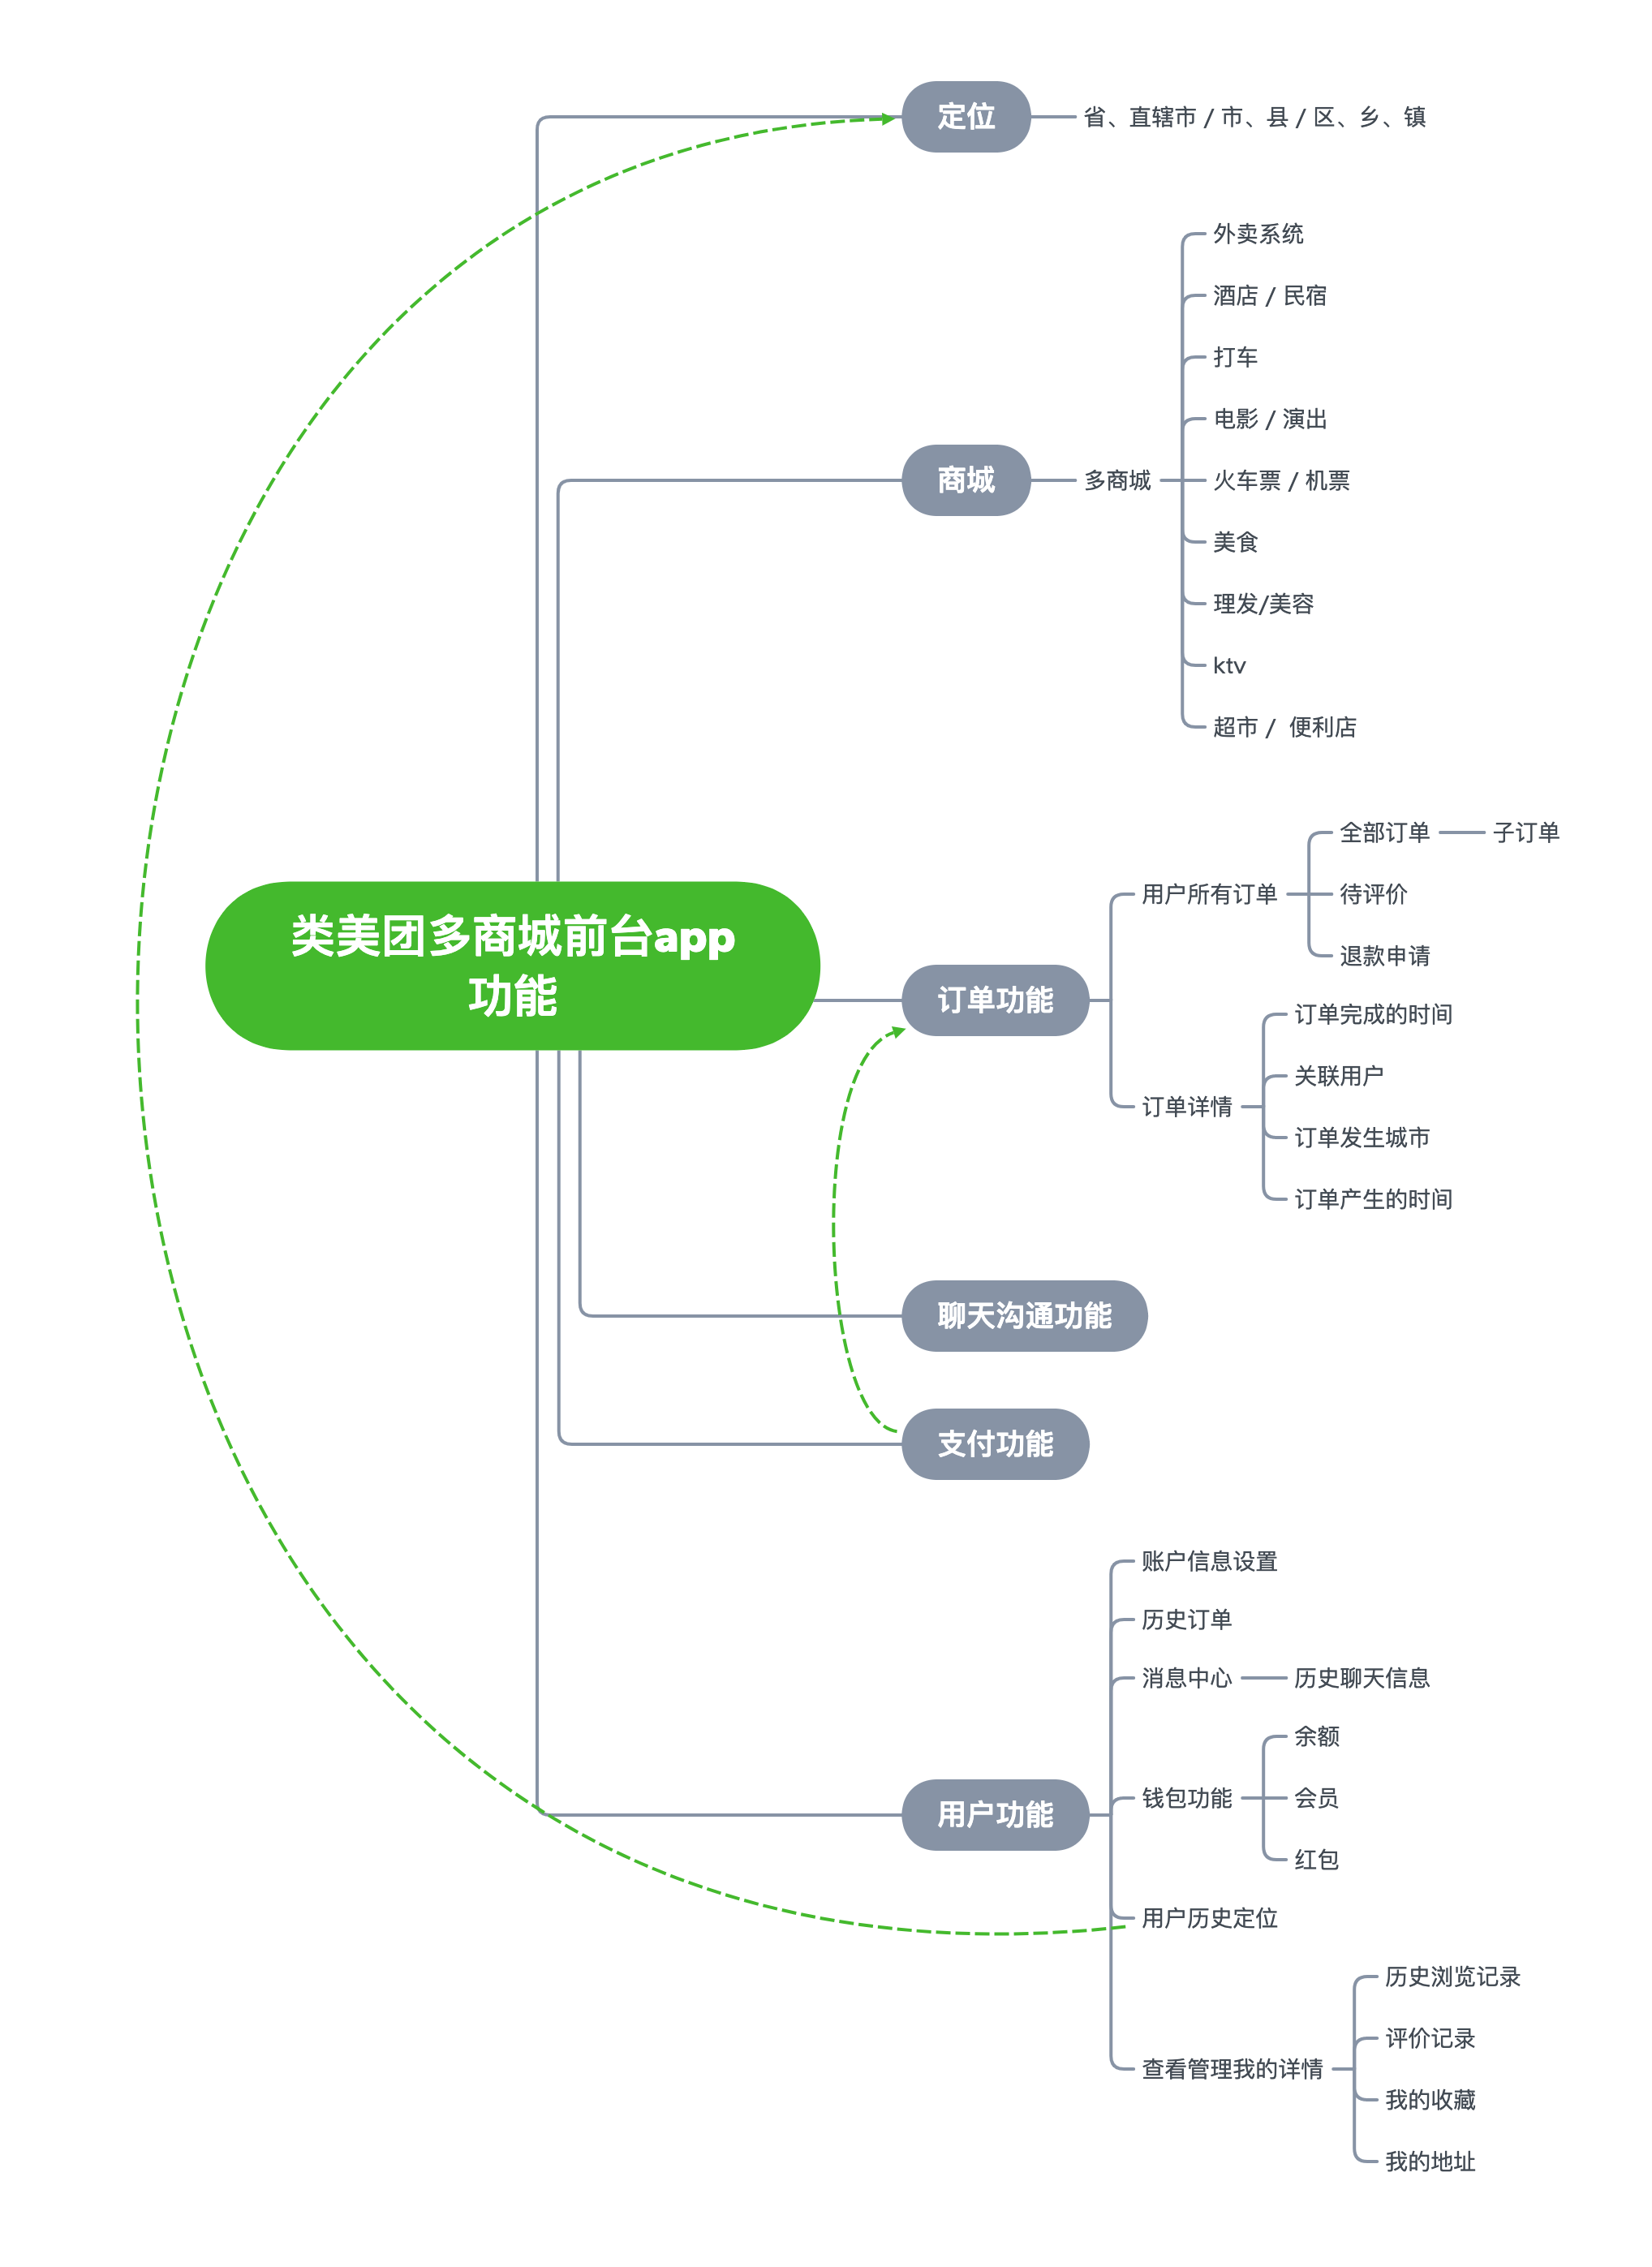 定位
省、直辖市 / 市、县 / 区、乡、镇
外卖系统
酒店 / 民宿
打车
电影 / 演出
商城
多商城
火车票 / 机票
美食
理发/美容
ktv
超市 /  便利店
全部订单
子订单
用户所有订单
待评价
退款申请
类美团多商城前台app
功能
订单功能
订单完成的时间
关联用户
订单详情
订单发生城市
订单产生的时间
聊天沟通功能
支付功能
账户信息设置
历史订单
消息中心
历史聊天信息
余额
钱包功能
会员
红包
用户功能
用户历史定位
历史浏览记录
评价记录
查看管理我的详情
我的收藏
我的地址